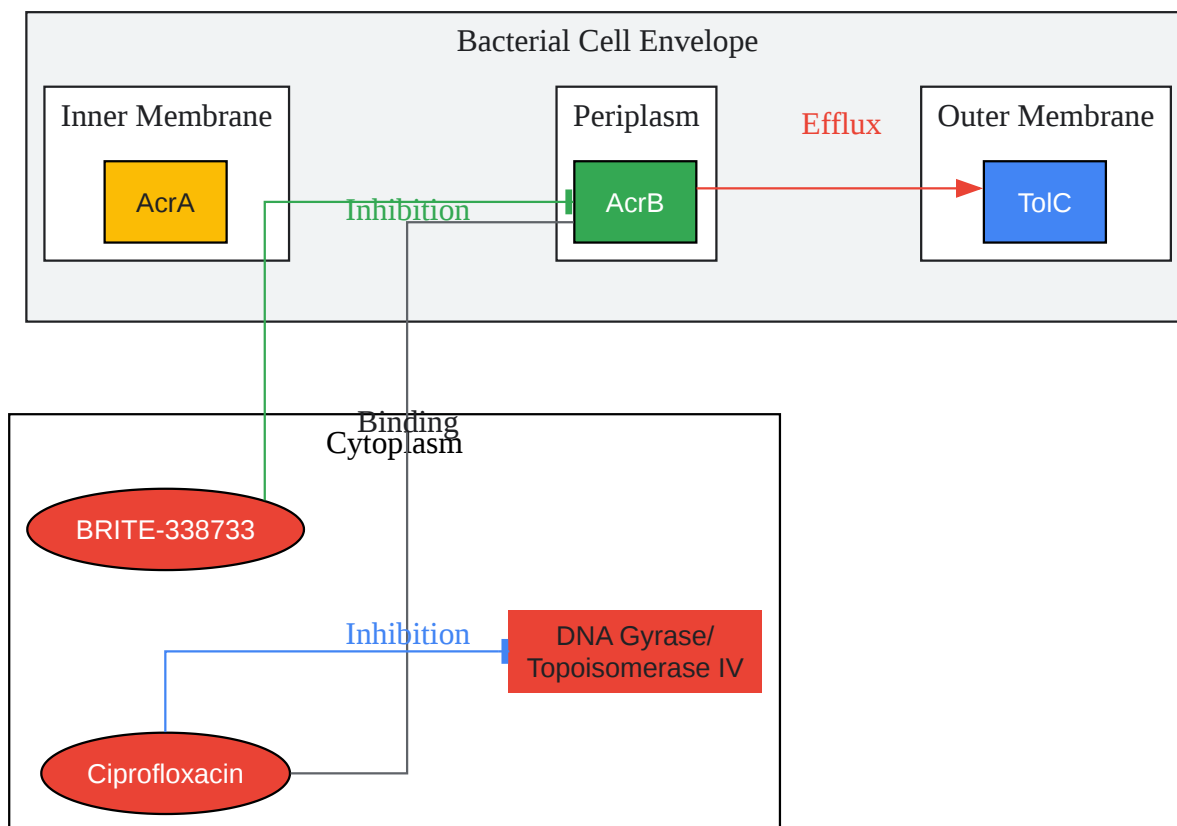 Bacterial Cell Envelope
Inner Membrane
Periplasm
Efflux
Outer Membrane
AcrA
Inhibition
AcrB
TolC
Binding
Cytoplasm
BRITE-338733
Inhibition
DNA Gyrase/
Topoisomerase IV
Ciprofloxacin